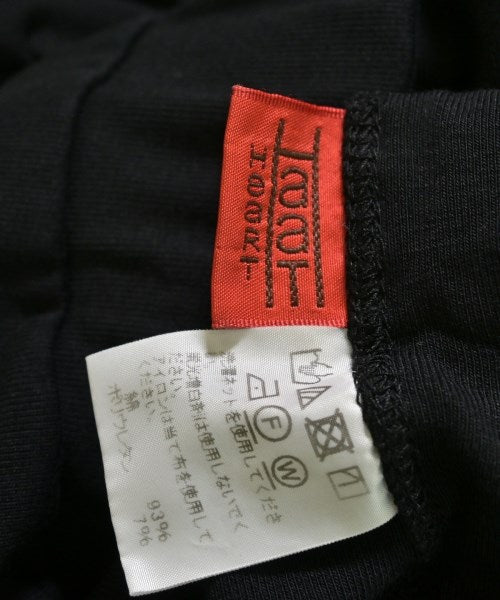 F
W
洗濯ネットを使用してくださ
い
蛍光増白剤は使用しないでく
ださい。
アイロンは当て布を使用して
ください。
綿 93%
ポリウレタン 7%